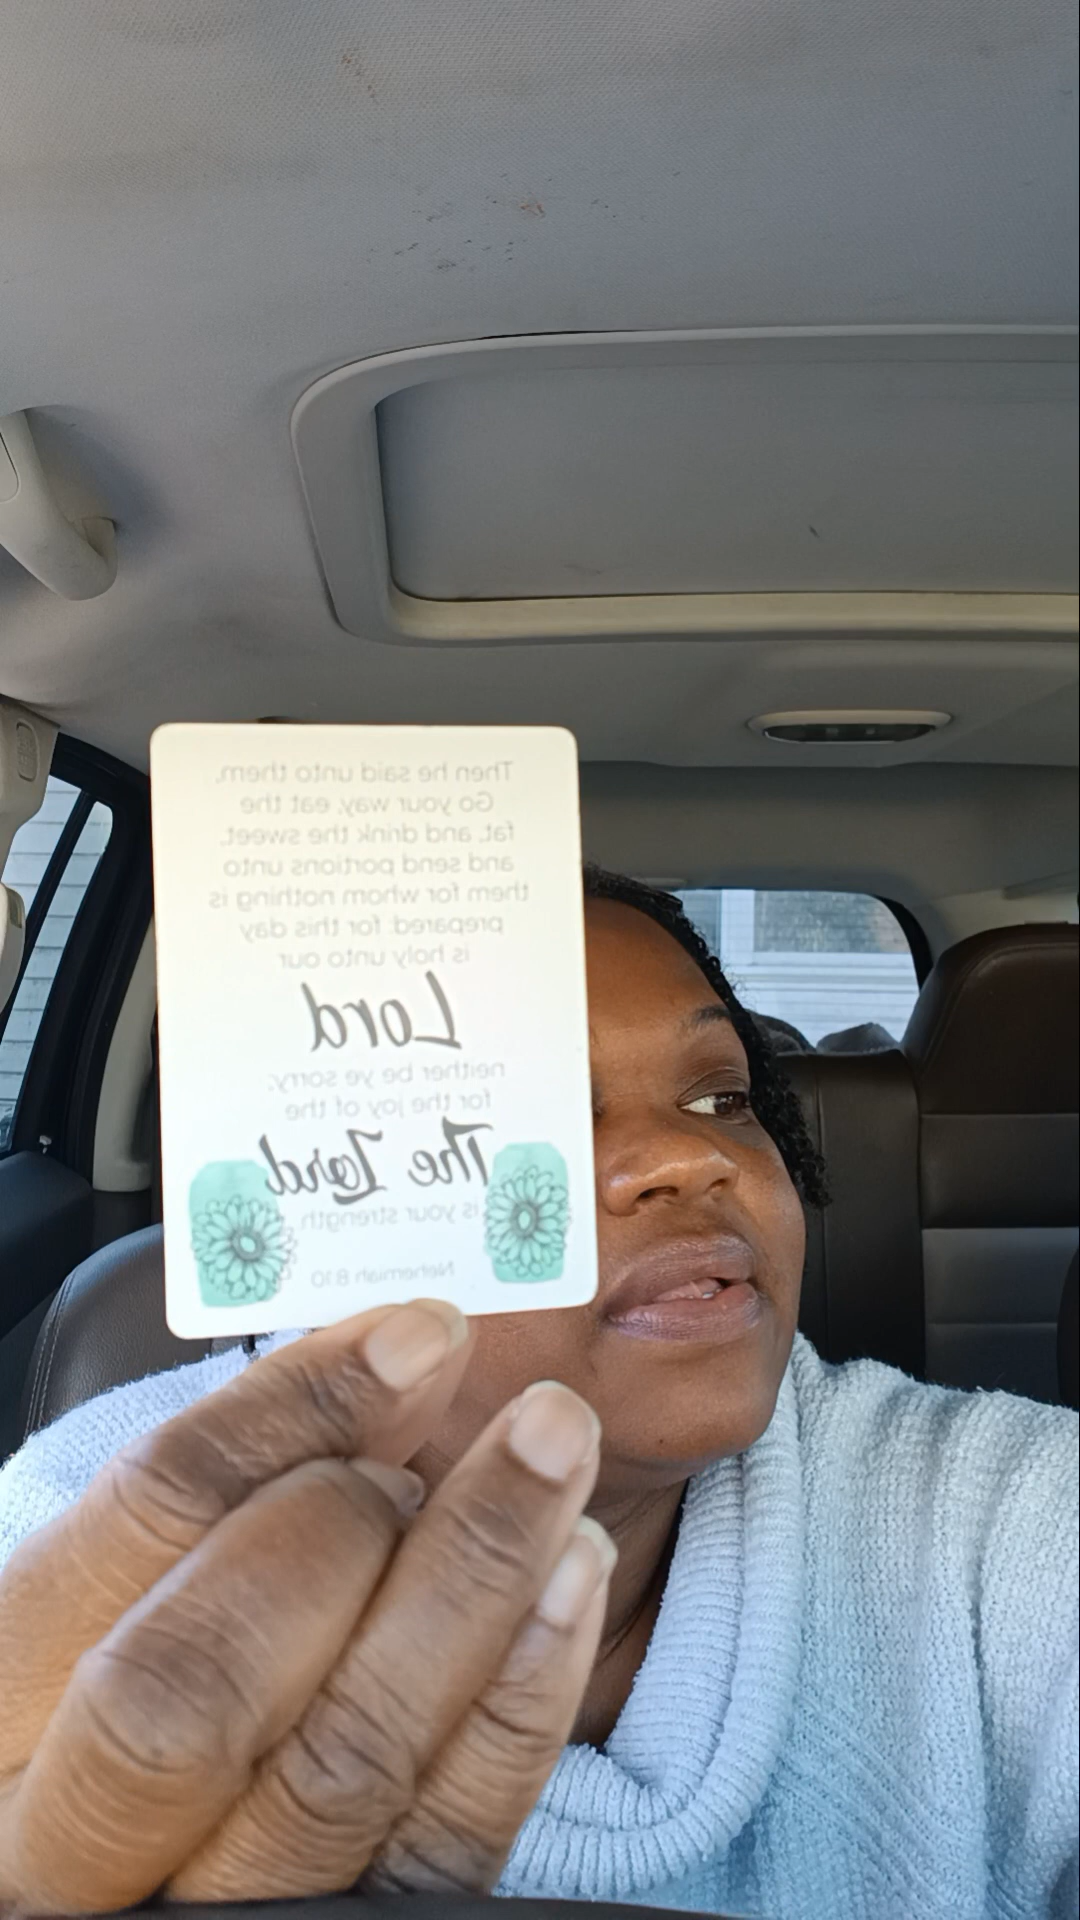 Then he said unto them,
Go your way, eat the
fat, and drink the sweet,
and send portions unto
them for whom nothing is
prepared: for this day
is holy unto our
Lord
neither be ye sorry;
for the joy of the
The Lord
is your strength.
Nehemiah 8:10